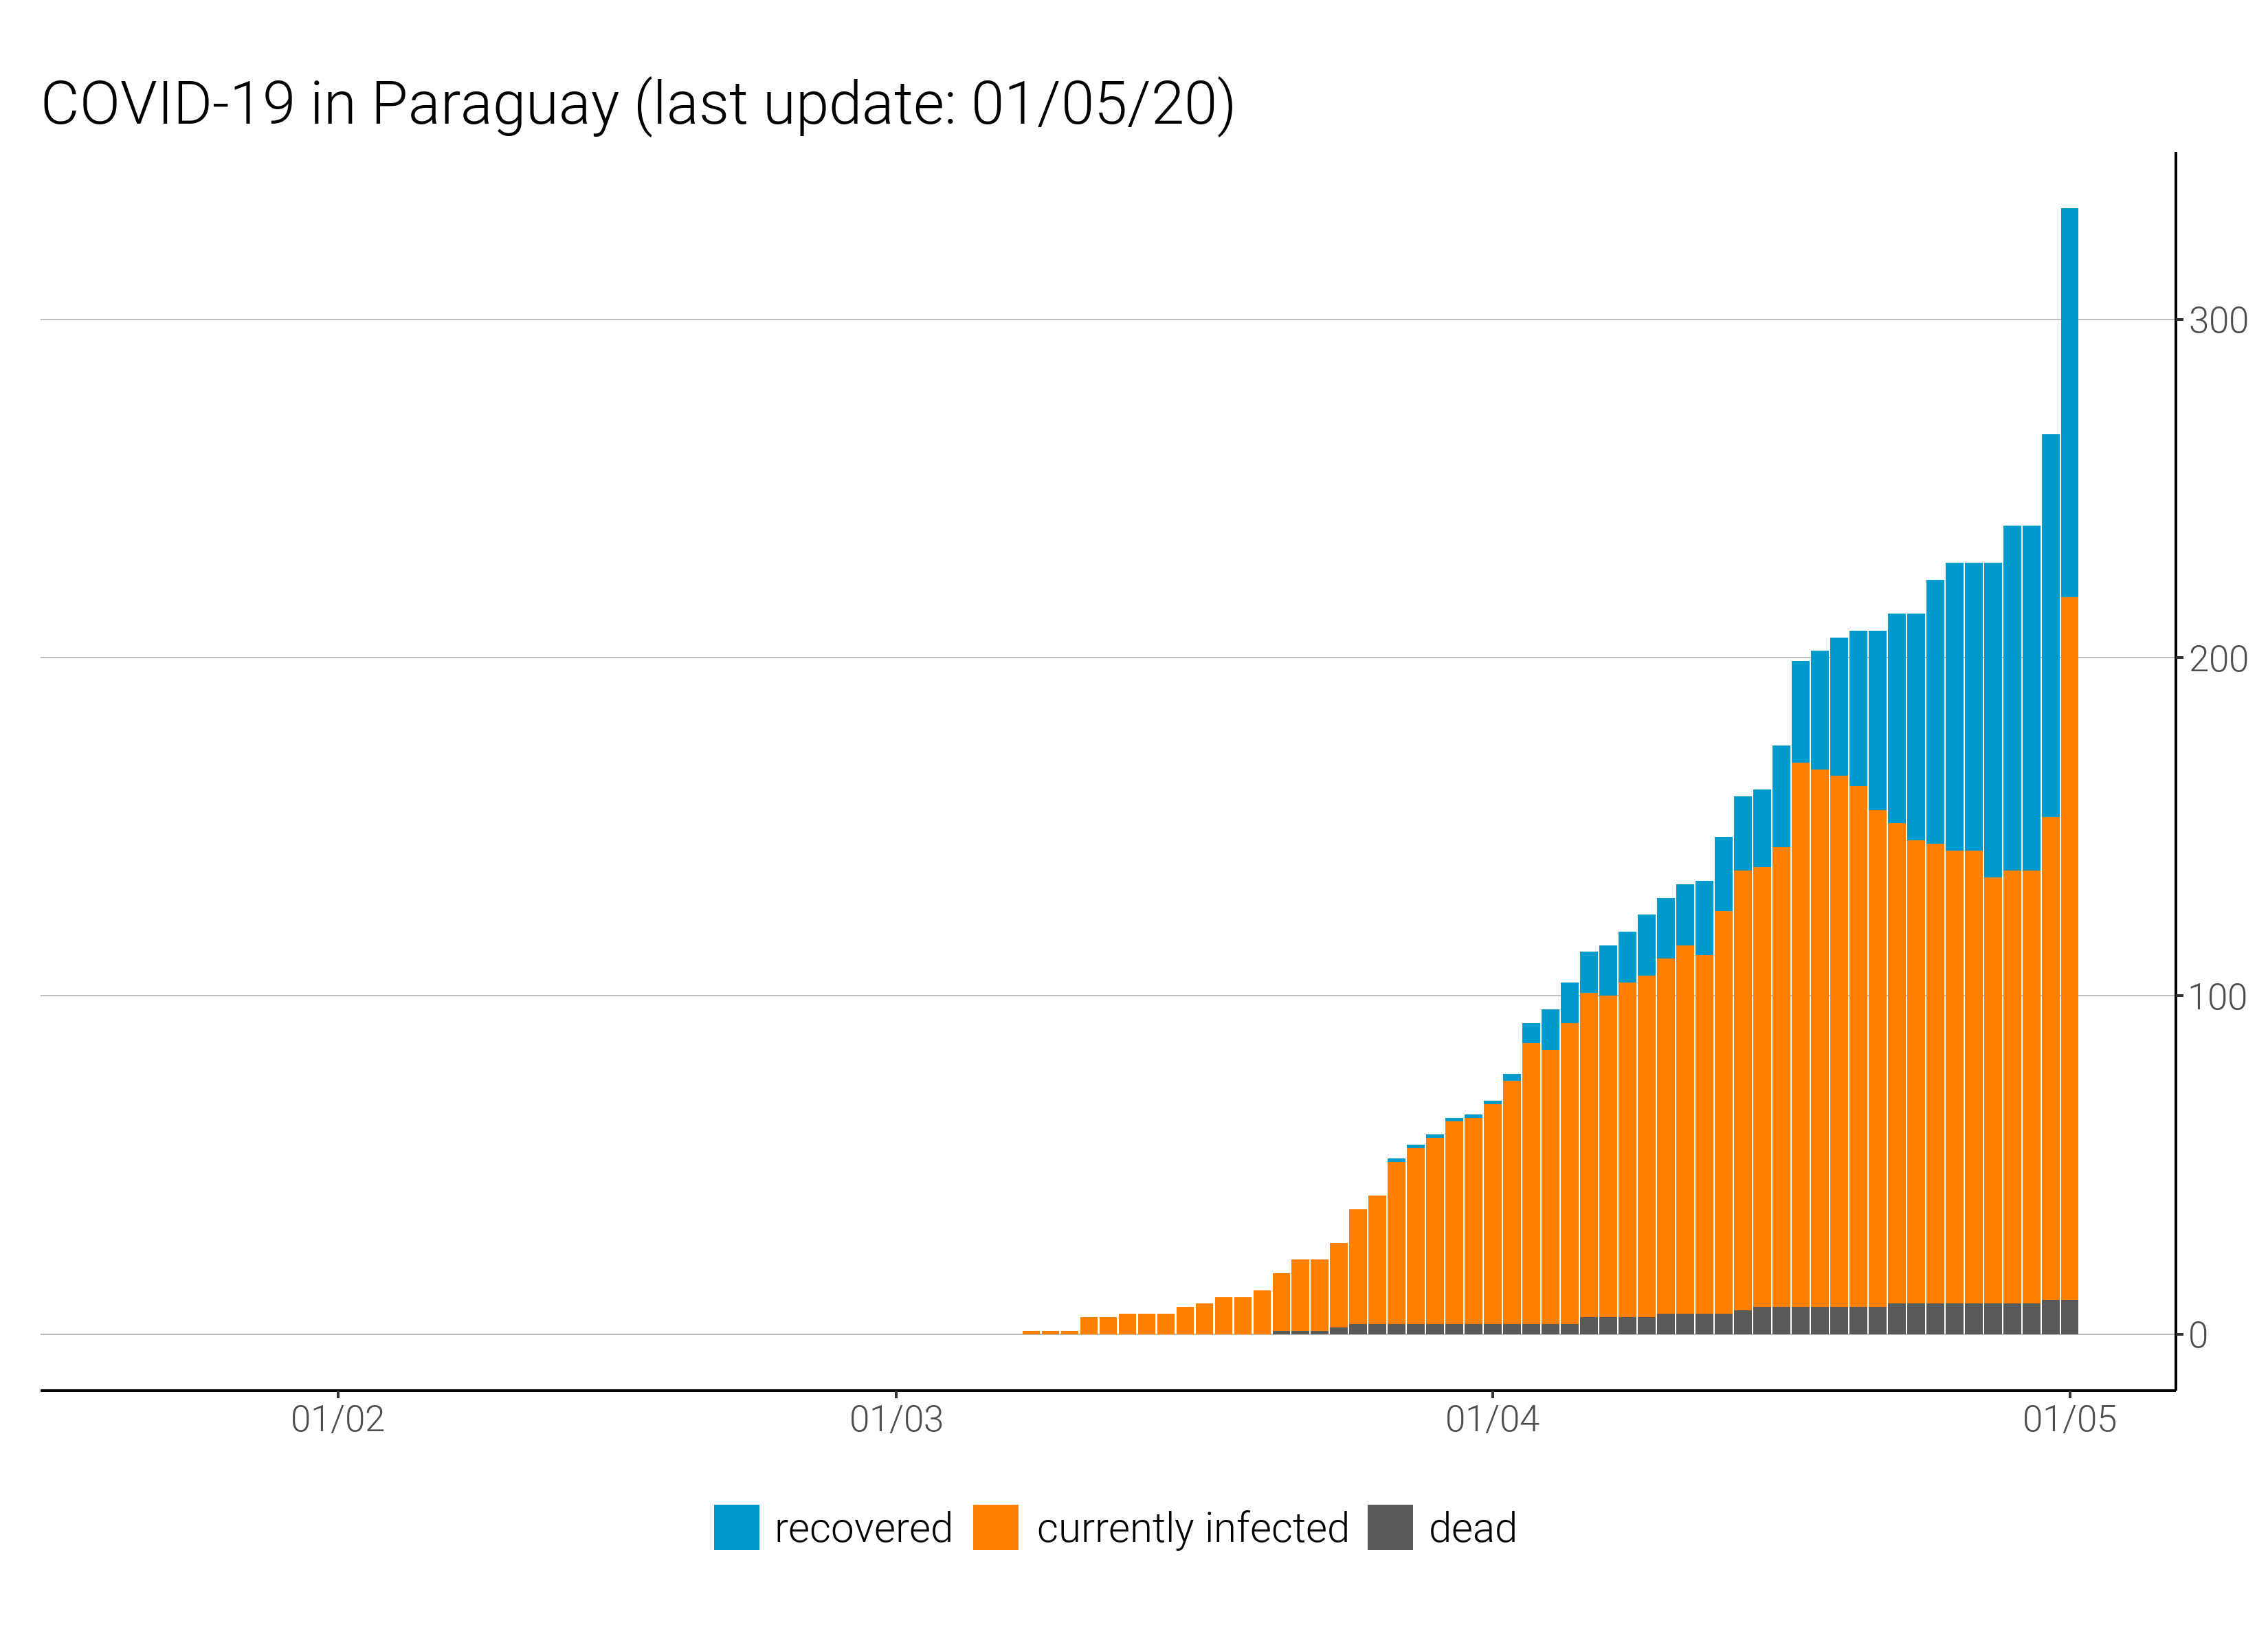 COVID-19 in Paraguay (last update: 01/05/20)
300
200
100
0
01/02 01/03 01/04 01/05
recovered currently infected dead